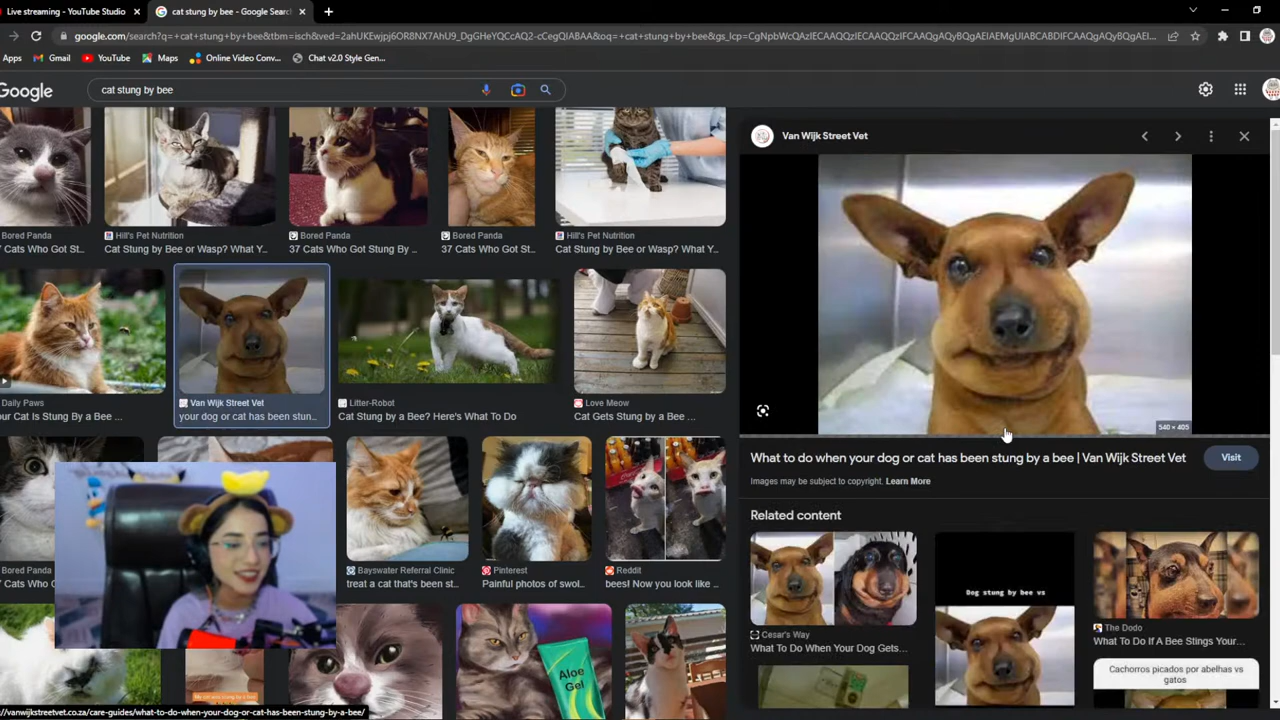 Live streaming - YouTube Studio
cat stung by bee - Google Search
google.com/search?q=+cat+stung+by+bee&tbm=isch&ved=2ahUKEwjpj6OR8NX7AhU9_DgGHeYQCcAQ2-cCegQIABAA&oq=+cat+stung+by+bee&gs_lcp=CgNpbWcQAzIECAAQQzIECAAQQzIFCAAQgAQyBQgAEIAEMgUIABCABDIFCAAQgAQyBQgAEIAEMgUIABCABDIFCAAQgAQyBQgAEIAE...
Apps
Gmail
YouTube
Maps
Online Video Conv...
Chat v2.0 Style Gen...
Google
cat stung by bee
Bored Panda
7 Cats Who Got St...
Hill's Pet Nutrition
Cat Stung by Bee or Wasp? What Y...
Bored Panda
37 Cats Who Got Stung By ...
Bored Panda
37 Cats Who Got St...
Hill's Pet Nutrition
Cat Stung by Bee or Wasp? What Y...
Daily Paws
our Cat Is Stung By a Bee ...
Van Wijk Street Vet
your dog or cat has been stun...
Litter-Robot
Cat Stung by a Bee? Here's What To Do
Love Meow
Cat Gets Stung by a Bee ...
Bored Panda
7 Cats Who G
Bayswater Referral Clinic
treat a cat that's been st...
Pinterest
Painful photos of swol...
Reddit
bees! Now you look like ...
My cat was stung by a bee
Aloe
Gel
Van Wijk Street Vet
540 × 405
What to do when your dog or cat has been stung by a bee | Van Wijk Street Vet
Visit
Images may be subject to copyright. Learn More
Related content
Cesar's Way
What To Do When Your Dog Gets...
Dog stung by bee vs
The Dodo
What To Do If A Bee Stings Your...
Cachorros picados por abelhas vs
gatos
//vanwijkstreetvet.co.za/care-guides/what-to-do-when-your-dog-or-cat-has-been-stung-by-a-bee/